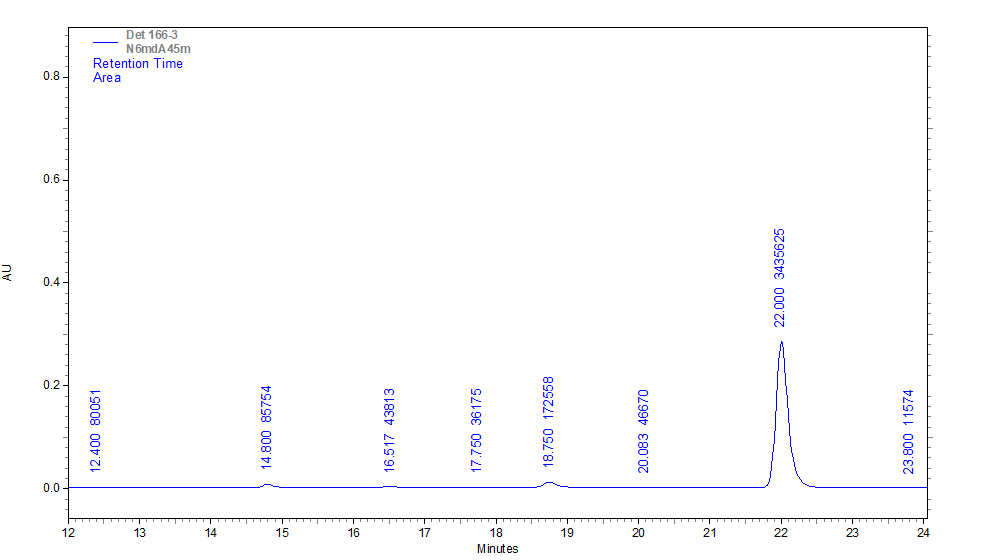 Det 166-3
N6mdA45m
Retention Time
Area
0.8
0.6
0.4
0.2
0.0
AU
12.400 80051
14.800 85754
16.517 43813
17.750 36175
18.750 172558
20.083 46670
22.000 3435625
23.800 11574
12 13 14 15 16 17 18 19 20 21 22 23 24
Minutes